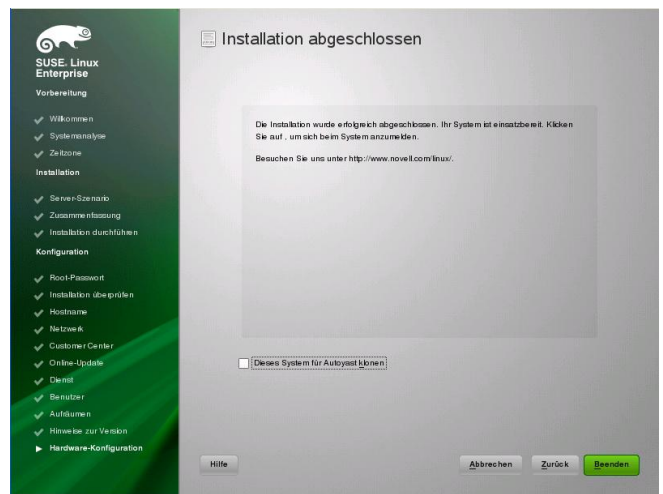 SUSE. Linux
Enterprise
Vorbereitung
Willkommen
Systemanalyse
Zeitzone
Installation
Server-Szenario
Zusammenfassung
Installation durchführen
Konfiguration
Root-Passwort
Installation überprüfen
Hostname
Netzwerk
Customer Center
Online-Update
Dienst
Benutzer
Aufräumen
Hinweise zur Version
Hardware-Konfiguration
Installation abgeschlossen
Die Installation wurde erfolgreich abgeschlossen. Ihr System ist einsatzbereit. Klicken
Sie auf , um sich beim System anzumelden.
Besuchen Sie uns unter http://www.novell.com/linux/.
Dieses System für Autoyast klonen
Hilfe
Abbrechen
Zurück
Beenden